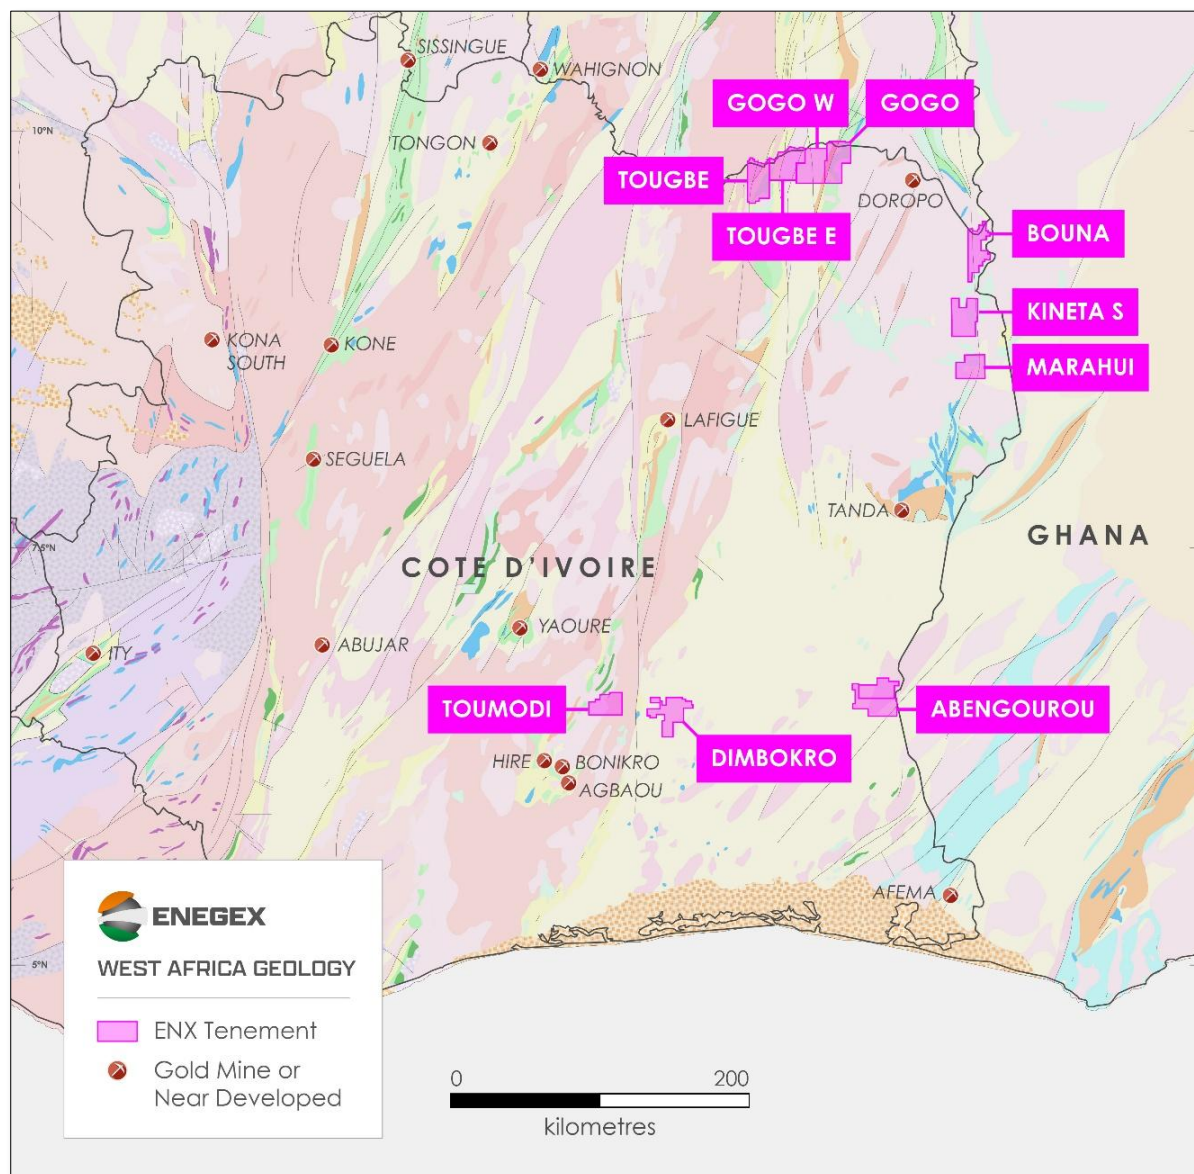 SISSINGUE
WAHIGNON
GOGO W
GOGO
10°N
TONGON
TOUGBE
DOROPO
TOUGBE E
BOUNA
KINETA S
KONA
SOUTH
KONE
MARAHUI
LAFIGUE
SEGUELA
TANDA
GHANA
7.5°N
COTE D'IVOIRE
YAOURE
ABUJAR
ITY
TOUMODI
ABENGOUROU
DIMBOKRO
HIRE
BONIKRO
AGBAOU
AFEMA
5°N
ENEGEX
WEST AFRICA GEOLOGY
ENX Tenement
Gold Mine or
Near Developed
0 200
kilometres